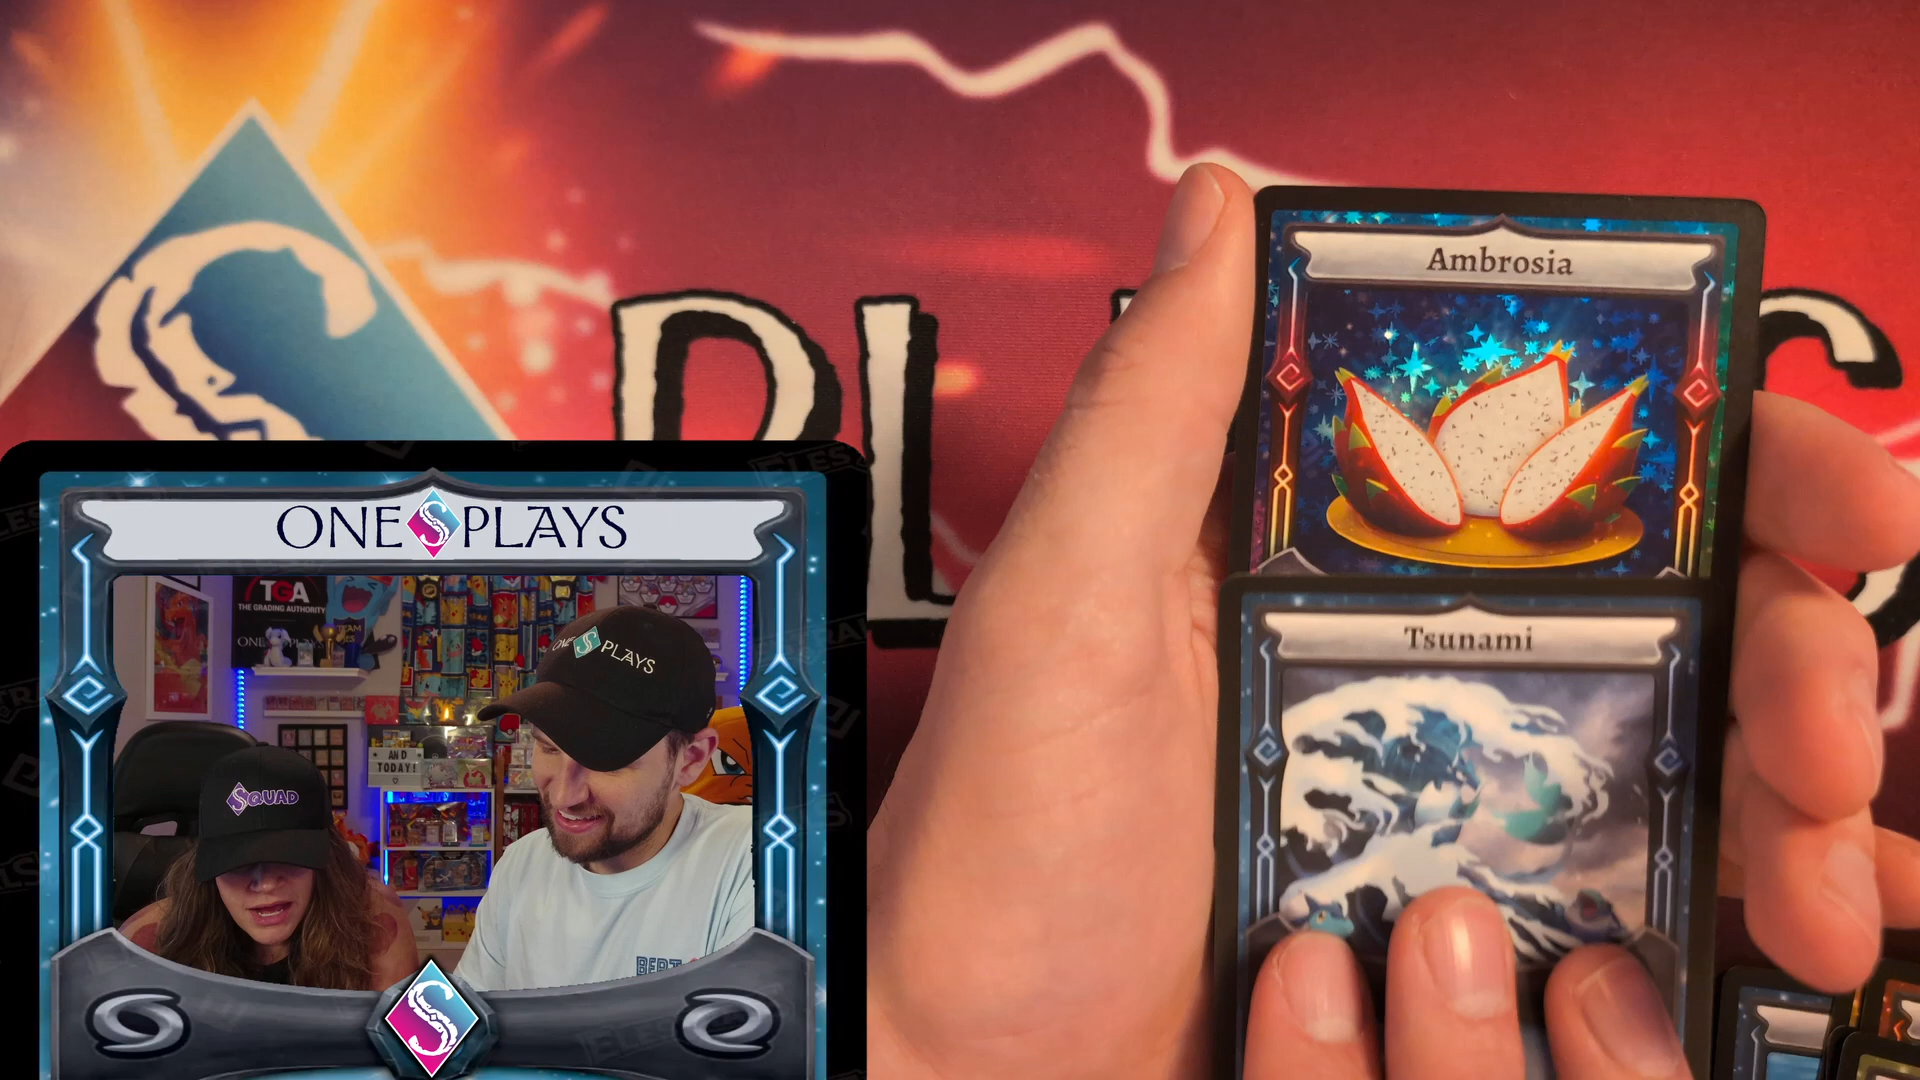 Ambrosia
Tsunami
ONE S PLAYS
TGA
THE GRADING AUTHORITY
ONE S PLAYS
AND
TODAY!
SQUAD